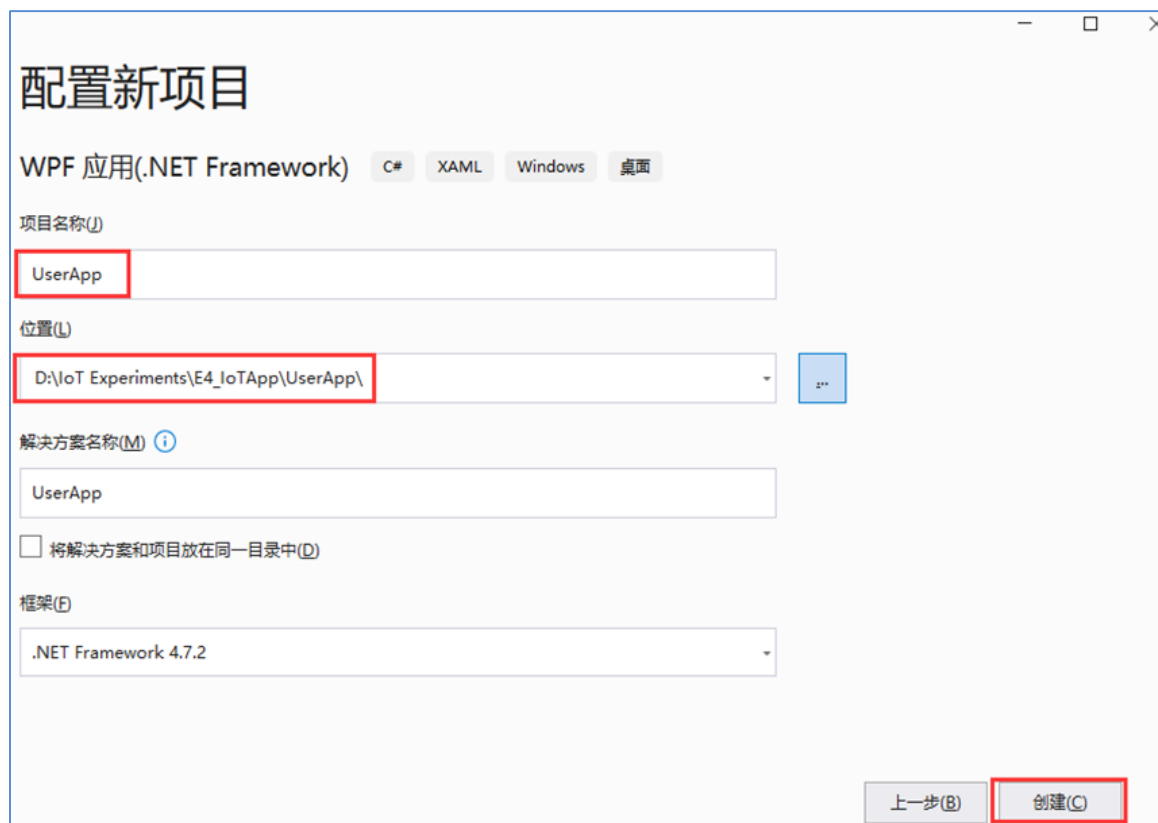 配置新项目
WPF 应用(.NET Framework) C# XAML Windows 桌面
项目名称(J)
UserApp
位置(L)
D:\IoT Experiments\E4_IoTApp\UserApp\
...
解决方案名称(M)
UserApp
将解决方案和项目放在同一目录中(D)
框架(F)
.NET Framework 4.7.2
上一步(B) 创建(C)